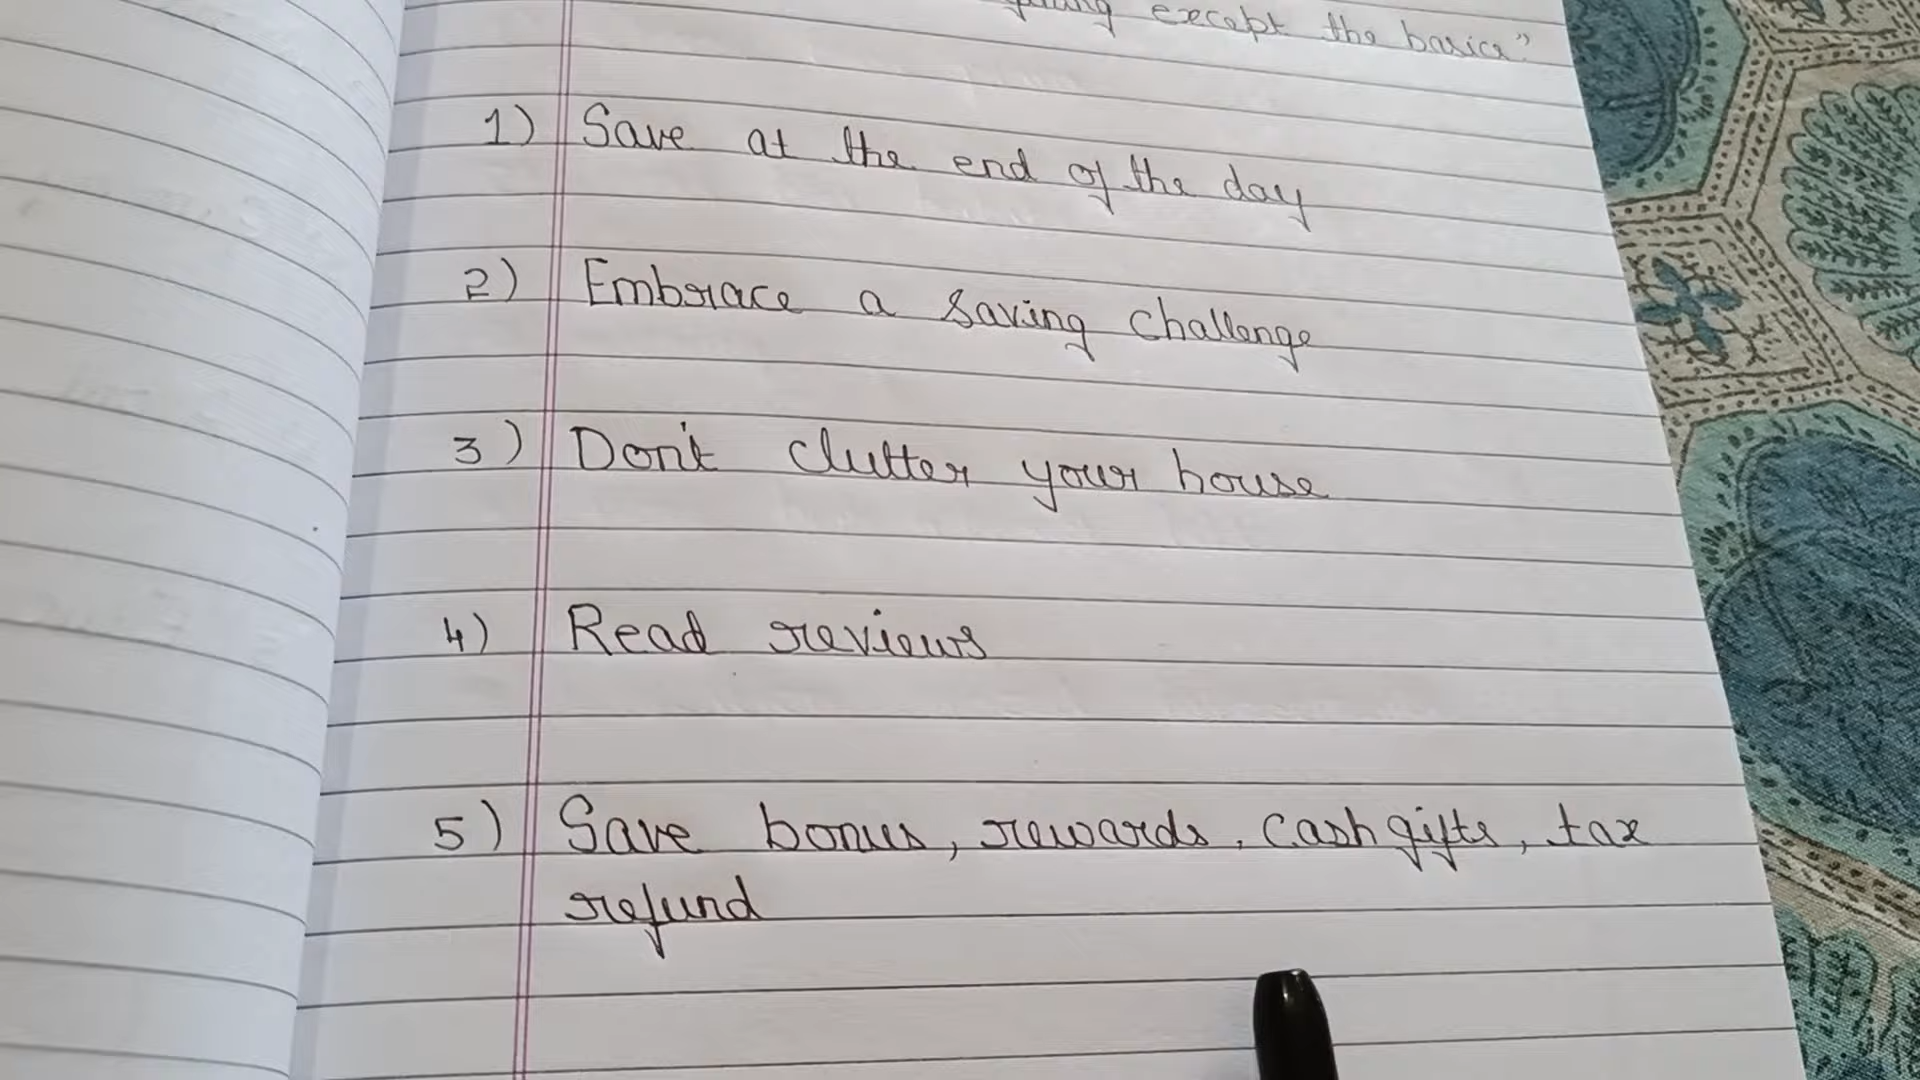 except the basics"
1) Save at the end of the day
2) Embrace a saving challenge
3) Don't clutter your house
4) Read reviews
5) Save bonus, rewards, cash gifts, tax
refund